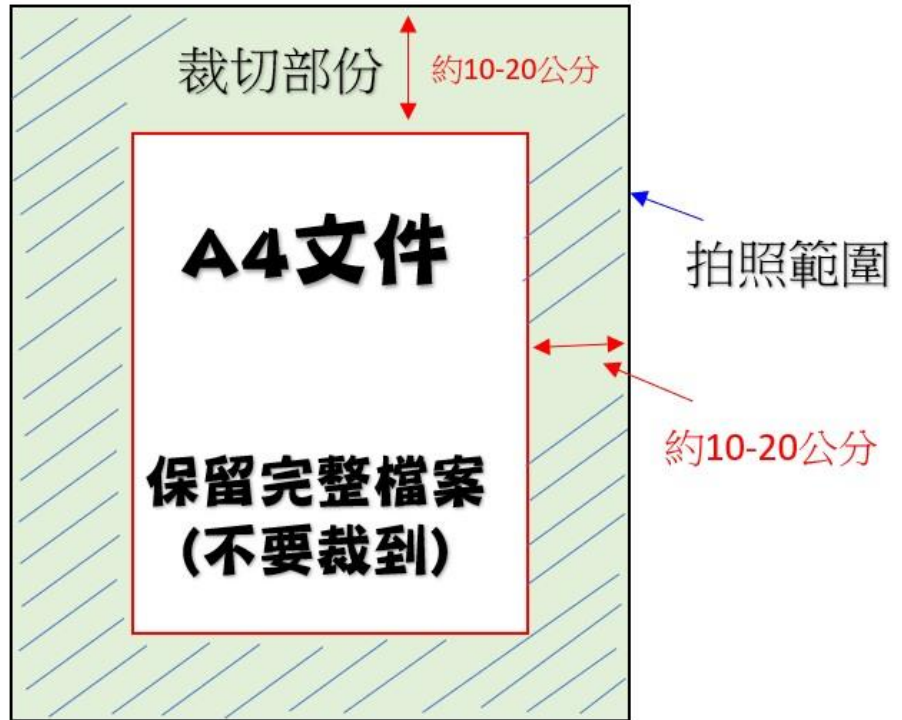 裁切部份
約10-20公分
A4文件
拍照範圍
約10-20公分
保留完整檔案
(不要裁到)